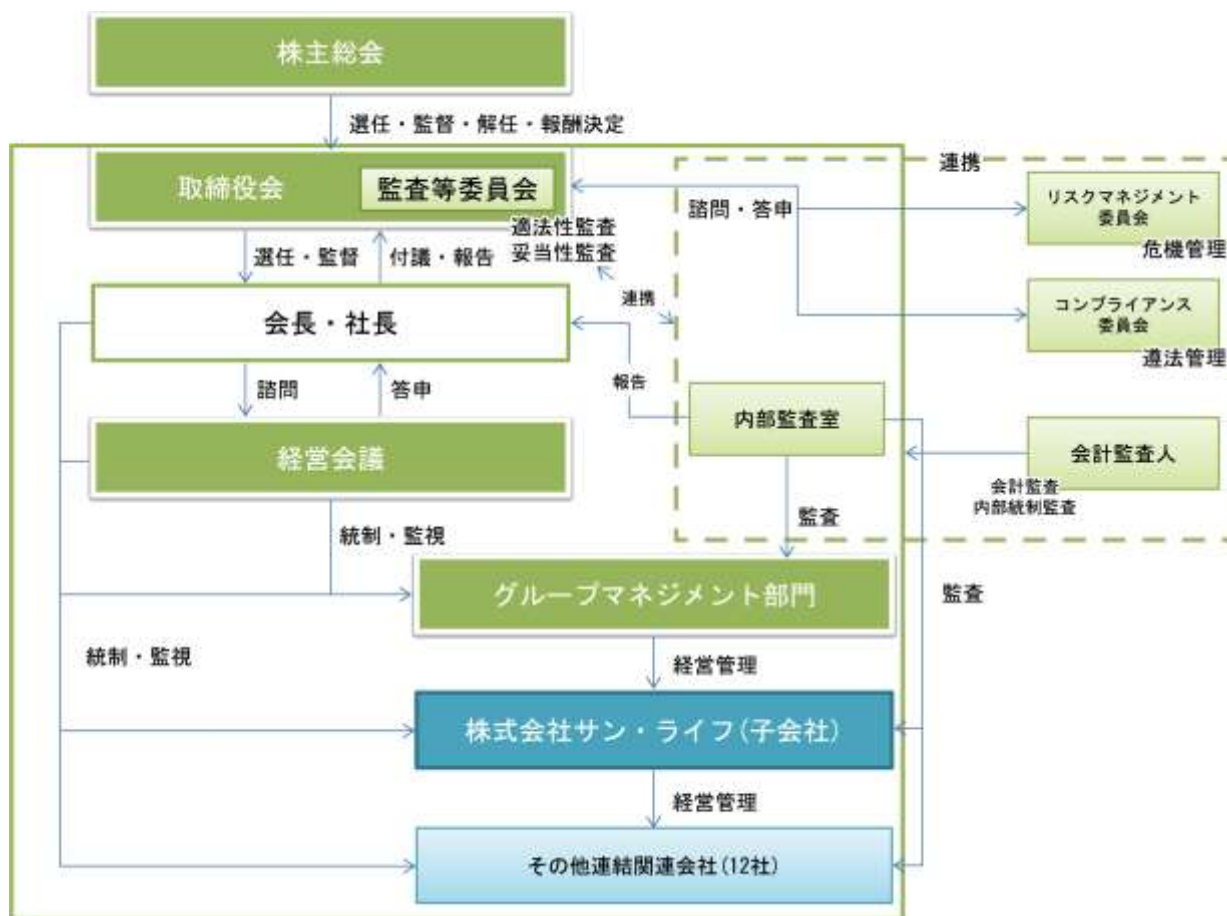 株主総会
選任・監督・解任・報酬決定
取締役会
監査等委員会
連携
リスクマネジメント
委員会
危機管理
諮問・答申
適法性監査
妥当性監査
選任・監督
付議・報告
連携
コンプライアンス
委員会
遵法管理
会長・社長
報告
諮問
答申
内部監査室
会計監査人
経営会議
会計監査
内部統制監査
統制・監視
監査
グループマネジメント部門
監査
統制・監視
経営管理
株式会社サン・ライフ(子会社)
経営管理
その他連結関連会社(12社)